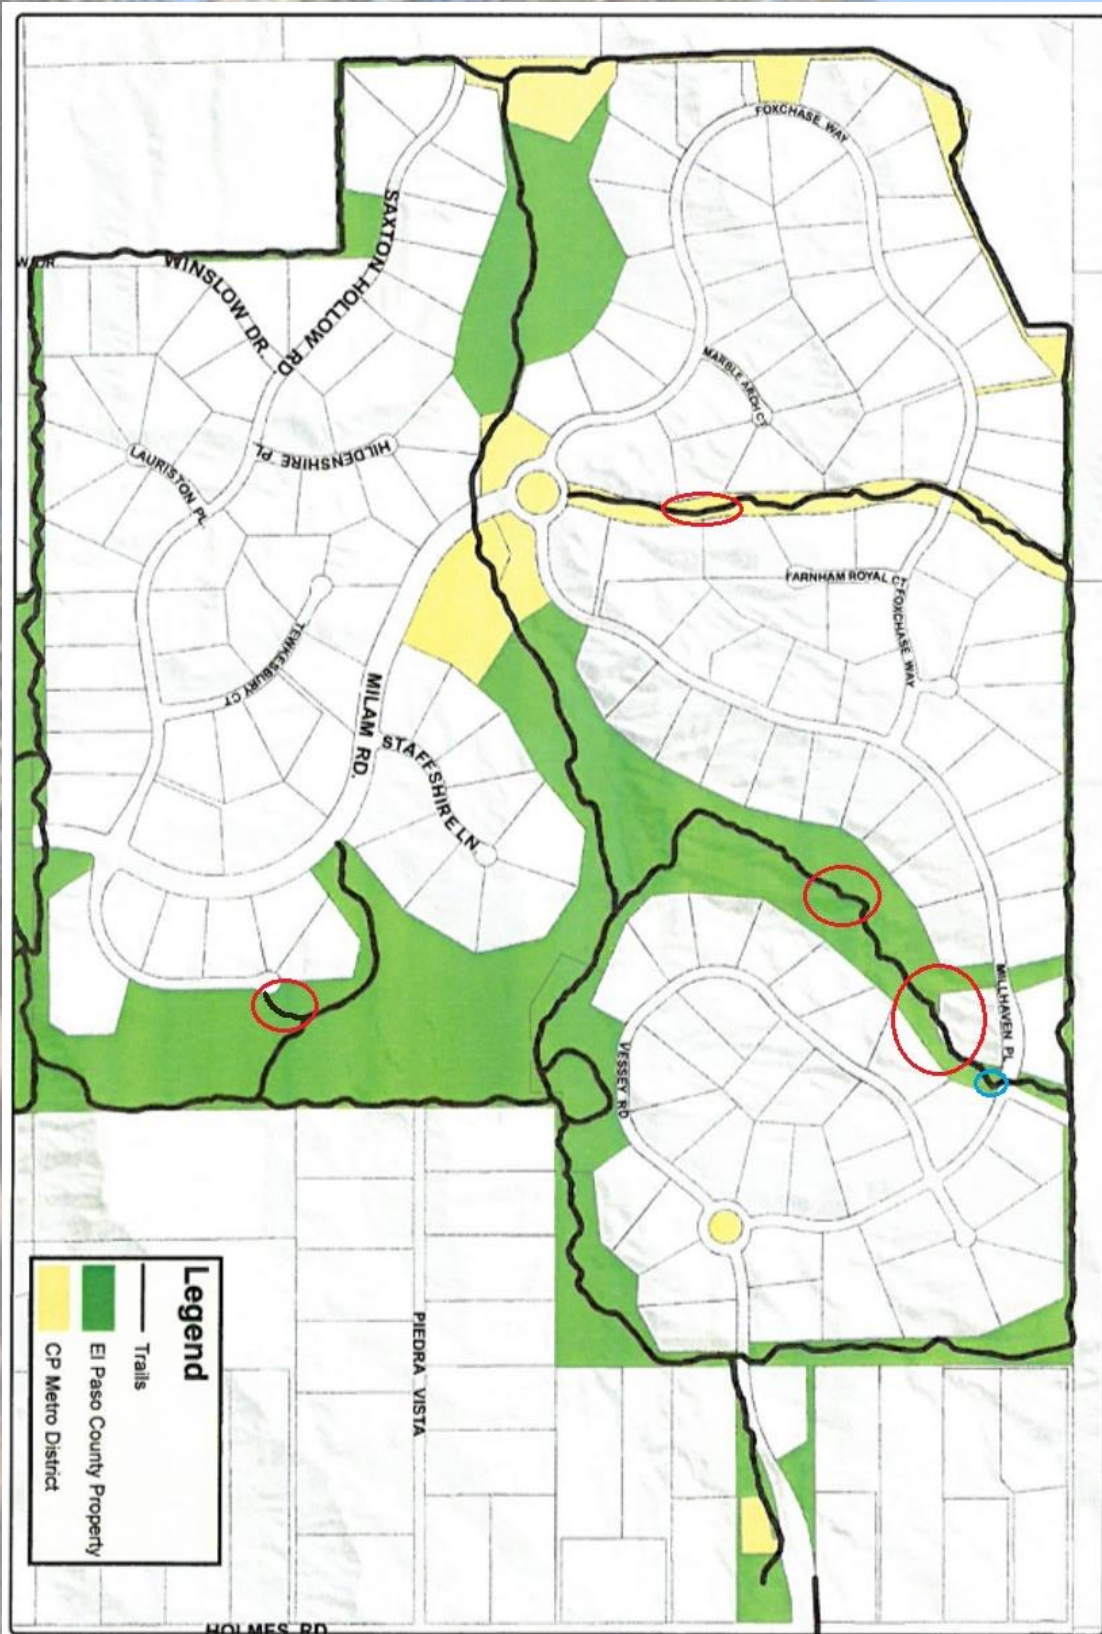 FOXCHASE WAY
SAXTON HOLLOW RD.
WINSLOW DR.
W DR
MARBLE ARCH CT
HILDENSHIRE PL
LAURISTON PL
FARNHAM ROYAL CT
FOXCHASE WAY
TEWKESBURY CT
MILAM RD.
STAFFSHIRE LN
MILLHAVEN PL
VESSEY RD
PIEDRA VISTA
HOLMES RD
Legend
Trails
El Paso County Property
CP Metro District